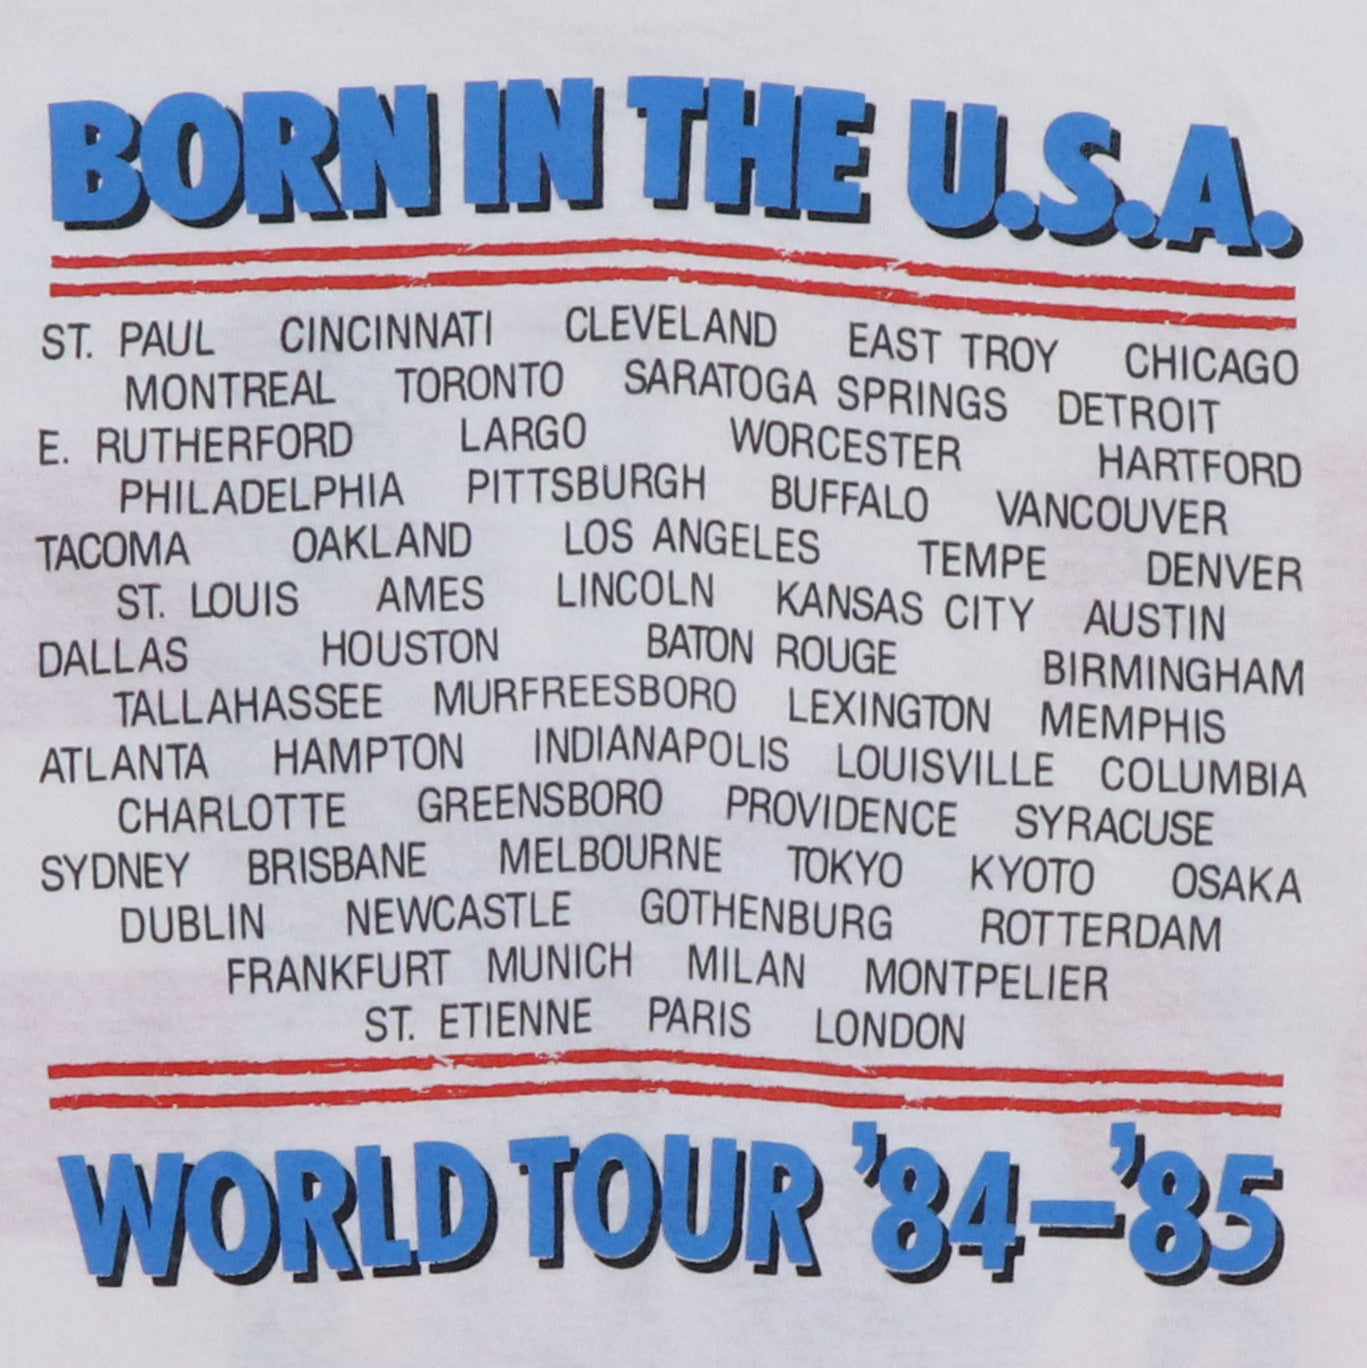 BORN IN THE U.S.A.
ST. PAUL CINCINNATI CLEVELAND EAST TROY CHICAGO
MONTREAL TORONTO SARATOGA SPRINGS DETROIT
E. RUTHERFORD LARGO WORCESTER HARTFORD
PHILADELPHIA PITTSBURGH BUFFALO VANCOUVER
TACOMA OAKLAND LOS ANGELES TEMPE DENVER
ST. LOUIS AMES LINCOLN KANSAS CITY AUSTIN
DALLAS HOUSTON BATON ROUGE BIRMINGHAM
TALLAHASSEE MURFREESBORO LEXINGTON MEMPHIS
ATLANTA HAMPTON INDIANAPOLIS LOUISVILLE COLUMBIA
CHARLOTTE GREENSBORO PROVIDENCE SYRACUSE
SYDNEY BRISBANE MELBOURNE TOKYO KYOTO OSAKA
DUBLIN NEWCASTLE GOTHENBURG ROTTERDAM
FRANKFURT MUNICH MILAN MONTPELIER
ST. ETIENNE PARIS LONDON
WORLD TOUR '84-'85